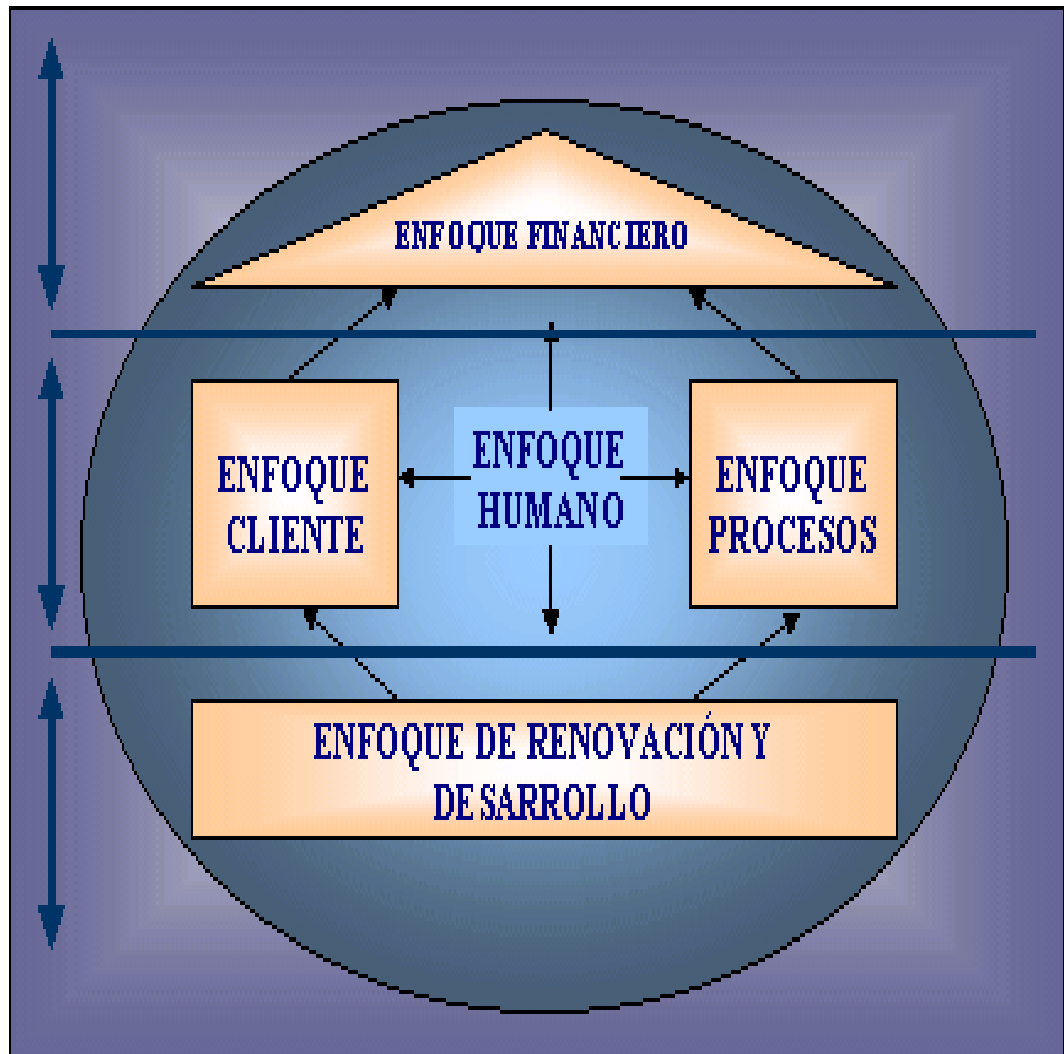 ENFOQUE FINANCIERO
ENFOQUE
HUMANO
ENFOQUE
CLIENTE
ENFOQUE
PROCESOS
ENFOQUE DE RENOVACIÓN Y
DESARROLLO